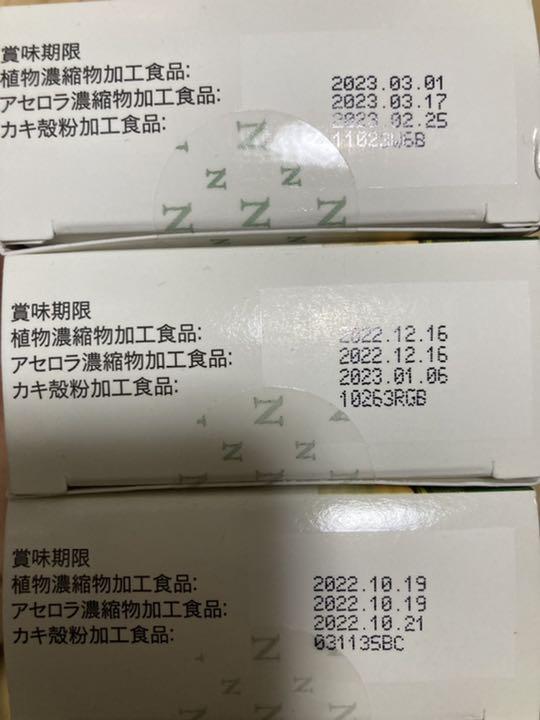 賞味期限
植物濃縮物加工食品: 2023.03.01
アセロラ濃縮物加工食品: 2023.03.17
カキ殻粉加工食品: 2023.02.25
11023W6B
N N N N N
賞味期限
植物濃縮物加工食品: 2022.12.16
アセロラ濃縮物加工食品: 2022.12.16
カキ殻粉加工食品: 2023.01.06
10263RGB
N N N
賞味期限
植物濃縮物加工食品: 2022.10.19
アセロラ濃縮物加工食品: 2022.10.19
カキ殻粉加工食品: 2022.10.21
031135BC
N N N